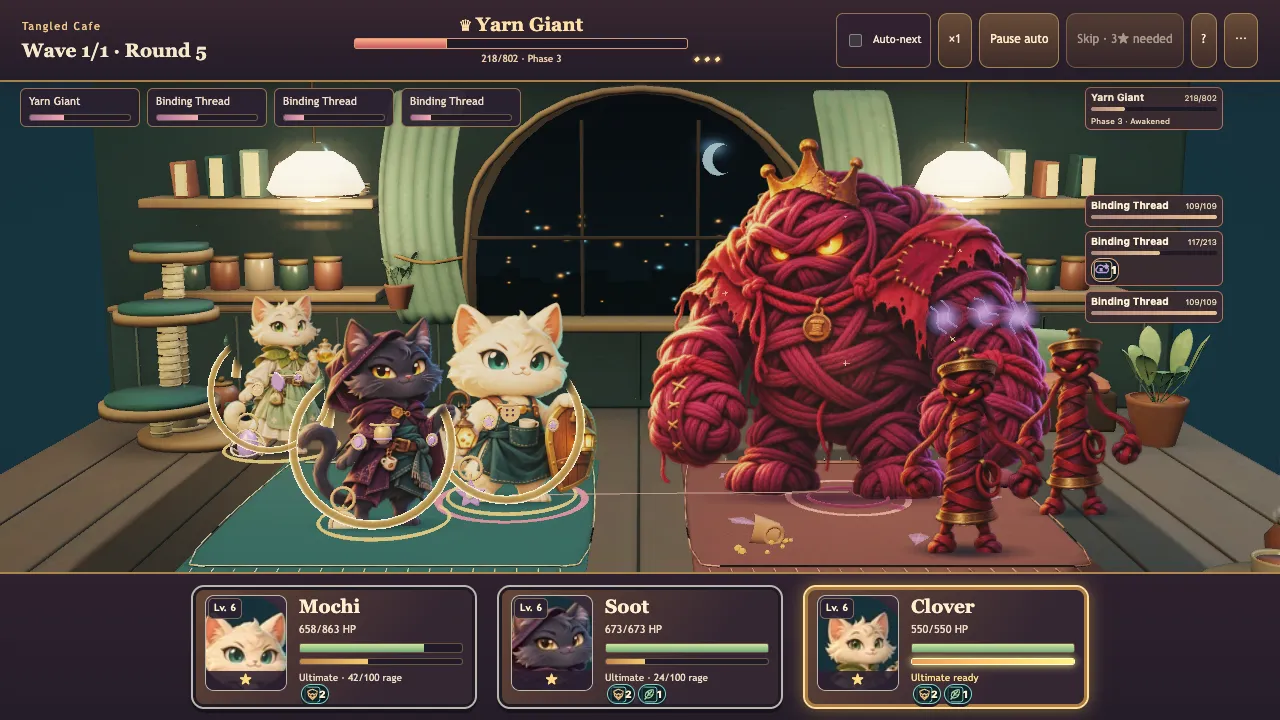 Tangled Cafe
Wave 1/1 · Round 5
♛ Yarn Giant
218/802 · Phase 3
Auto-next
×1
Pause auto
Skip · 3★ needed
?
...
Yarn Giant
Binding Thread
Binding Thread
Binding Thread
Yarn Giant 218/802
Phase 3 · Awakened
Binding Thread 109/109
Binding Thread 117/213
1
Binding Thread 109/109
Lv. 6
Mochi
658/863 HP
Ultimate · 42/100 rage
2
Lv. 6
Soot
673/673 HP
Ultimate · 24/100 rage
2 1
Lv. 6
Clover
550/550 HP
Ultimate ready
2 1